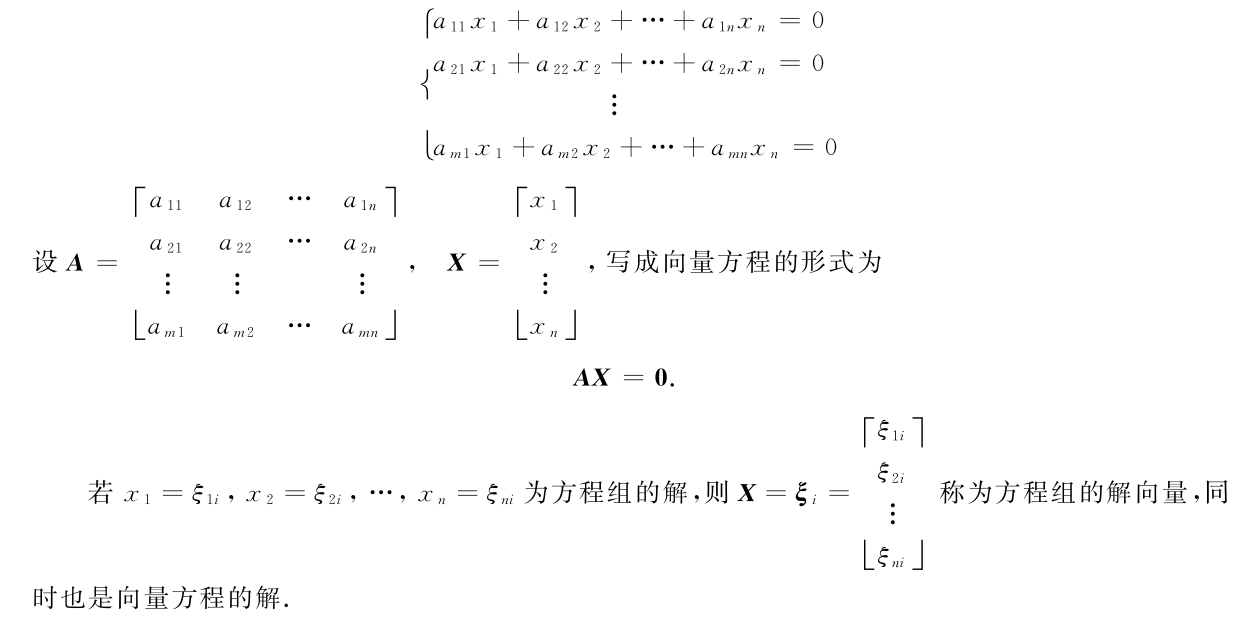 a₁₁x₁ + a₁₂x₂ + ⋯ + a₁ₙxₙ = 0
a₂₁x₁ + a₂₂x₂ + ⋯ + a₂ₙxₙ = 0
⋮
aₘ₁x₁ + aₘ₂x₂ + ⋯ + aₘₙxₙ = 0
设 A = [a₁₁ a₁₂ ⋯ a₁ₙ; a₂₁ a₂₂ ⋯ a₂ₙ; ⋮ ⋮ ⋮; aₘ₁ aₘ₂ ⋯ aₘₙ], X = [x₁; x₂; ⋮; xₙ], 写成向量方程的形式为
AX = 0.
若 x₁ = ξ₁ᵢ, x₂ = ξ₂ᵢ, ⋯, xₙ = ξₙᵢ 为方程组的解,则 X = ξᵢ = [ξ₁ᵢ; ξ₂ᵢ; ⋮; ξₙᵢ] 称为方程组的解向量,同
时也是向量方程的解.